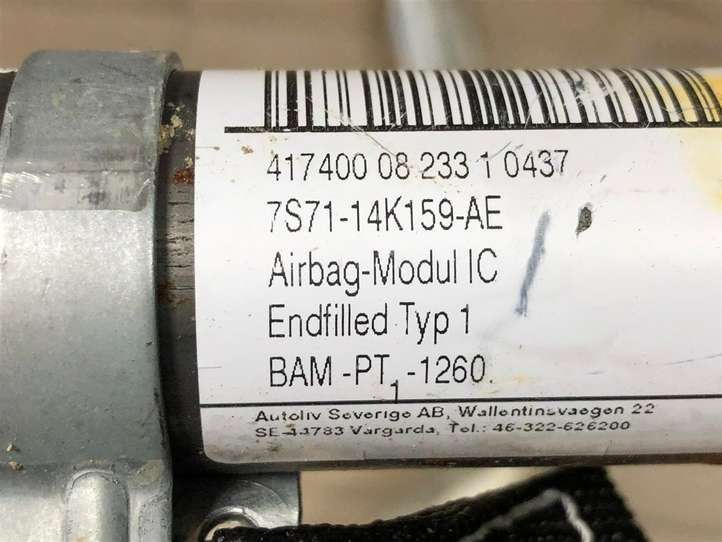 417400 08 233 1 0437
7S71-14K159-AE
Airbag-Modul IC
Endfilled Typ 1
BAM -PT1-1260.
Autoliv Sverige AB, Wallentinsvaegen 22
SE-44783 Vargarda, Tel.: 46-322-626200